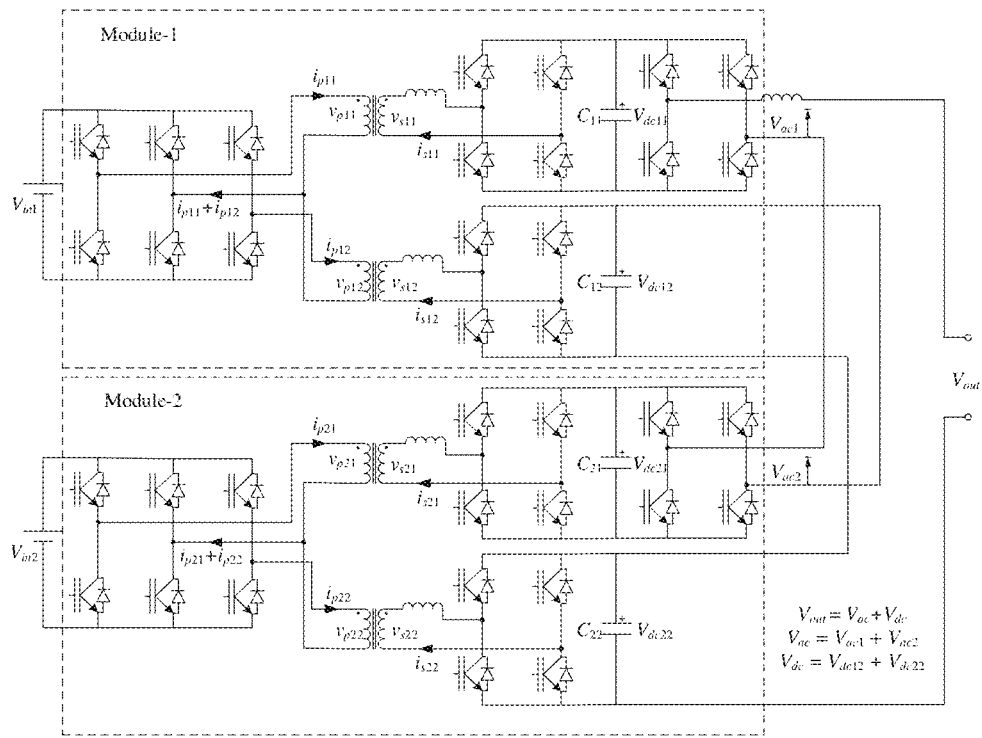 Module-1
i_p11
v_p11
v_s11
i_s11
C_11
V_dc11
V_ac1
V_in1
i_p11+i_p12
i_p12
v_p12
v_s12
i_s12
C_12
V_dc12
V_out
Module-2
i_p21
v_p21
v_s21
i_s21
C_21
V_dc21
V_ac2
V_in2
i_p21+i_p22
i_p22
v_p22
v_s22
i_s22
C_22
V_dc22
V_out = V_ac + V_dc
V_ac = V_ac1 + V_ac2
V_dc = V_dc12 + V_dc22